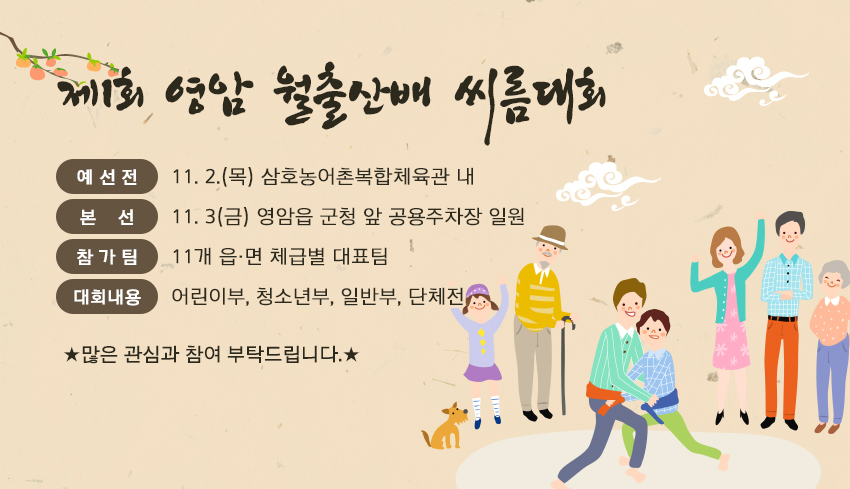 제1회 영암 월출산배 씨름대회
예 선 전 11. 2.(목) 삼호농어촌복합체육관 내
본 선 11. 3(금) 영암읍 군청 앞 공용주차장 일원
참 가 팀 11개 읍·면 체급별 대표팀
대회내용 어린이부, 청소년부, 일반부, 단체전
★많은 관심과 참여 부탁드립니다.★